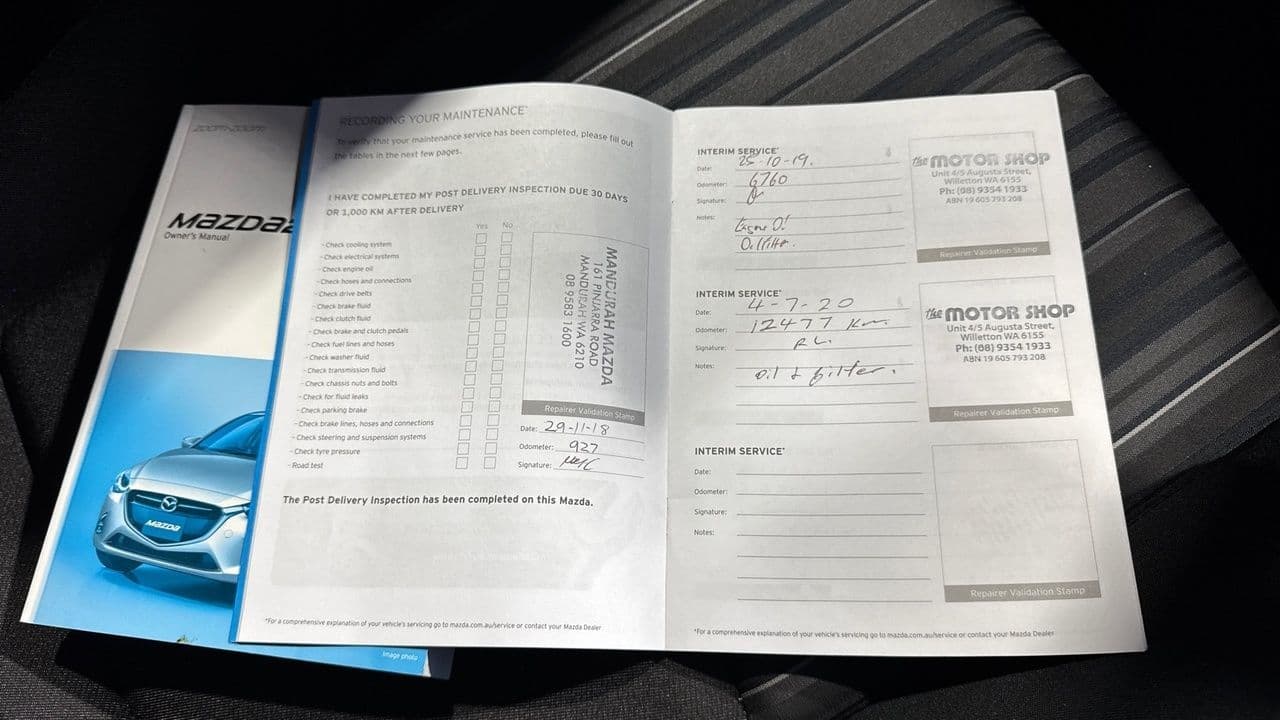 zoom-zoom
mazda2
Owner's Manual
mazda
Image photo
RECORDING YOUR MAINTENANCE*
To verify that your maintenance service has been completed, please fill out
the tables in the next few pages.
I HAVE COMPLETED MY POST DELIVERY INSPECTION DUE 30 DAYS
OR 1,000 KM AFTER DELIVERY
Yes No
- Check cooling system
- Check electrical systems
- Check engine oil
- Check hoses and connections
- Check drive belts
- Check brake fluid
- Check clutch fluid
- Check brake and clutch pedals
- Check fuel lines and hoses
- Check washer fluid
- Check transmission fluid
- Check chassis nuts and bolts
- Check for fluid leaks
- Check parking brake
- Check brake lines, hoses and connections
- Check steering and suspension systems
- Check tyre pressure
- Road test
MANDURAH MAZDA
161 PINJARRA ROAD
MANDURAH WA 6210
08 9583 1600
Repairer Validation Stamp
Date: 29-11-18
Odometer: 927
Signature:
The Post Delivery Inspection has been completed on this Mazda.
*For a comprehensive explanation of your vehicle's servicing go to mazda.com.au/service or contact your Mazda Dealer
INTERIM SERVICE*
Date: 25-10-19.
Odometer: 6760
Signature:
Notes:
the MOTOR SHOP
Unit 4/5 Augusta Street,
Willetton WA 6155
Ph: (08) 9354 1933
ABN 19 605 793 208
Repairer Validation Stamp
INTERIM SERVICE*
Date: 4-7-20
Odometer: 12477 Km.
Signature:
Notes: oil & filter.
the MOTOR SHOP
Unit 4/5 Augusta Street,
Willetton WA 6155
Ph: (08) 9354 1933
ABN 19 605 793 208
Repairer Validation Stamp
INTERIM SERVICE*
Date:
Odometer:
Signature:
Notes:
Repairer Validation Stamp
*For a comprehensive explanation of your vehicle's servicing go to mazda.com.au/service or contact your Mazda Dealer